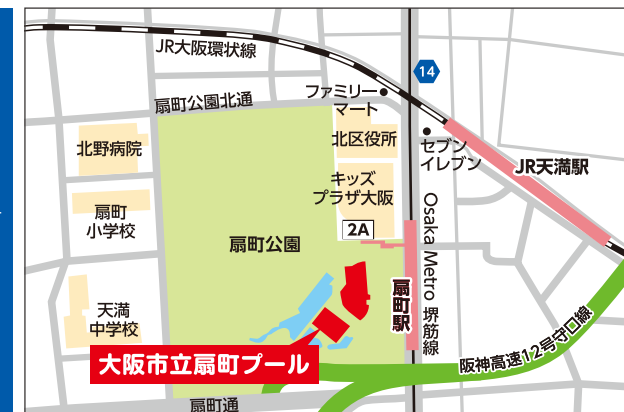 JR大阪環状線
14
ファミリー
マート
扇町公園北通
北野病院
北区役所
セブン
イレブン
JR天満駅
キッズ
プラザ大阪
扇町
小学校
2A
扇町公園
Osaka Metro 堺筋線
扇町駅
天満
中学校
阪神高速12号守口線
大阪市立扇町プール
扇町通